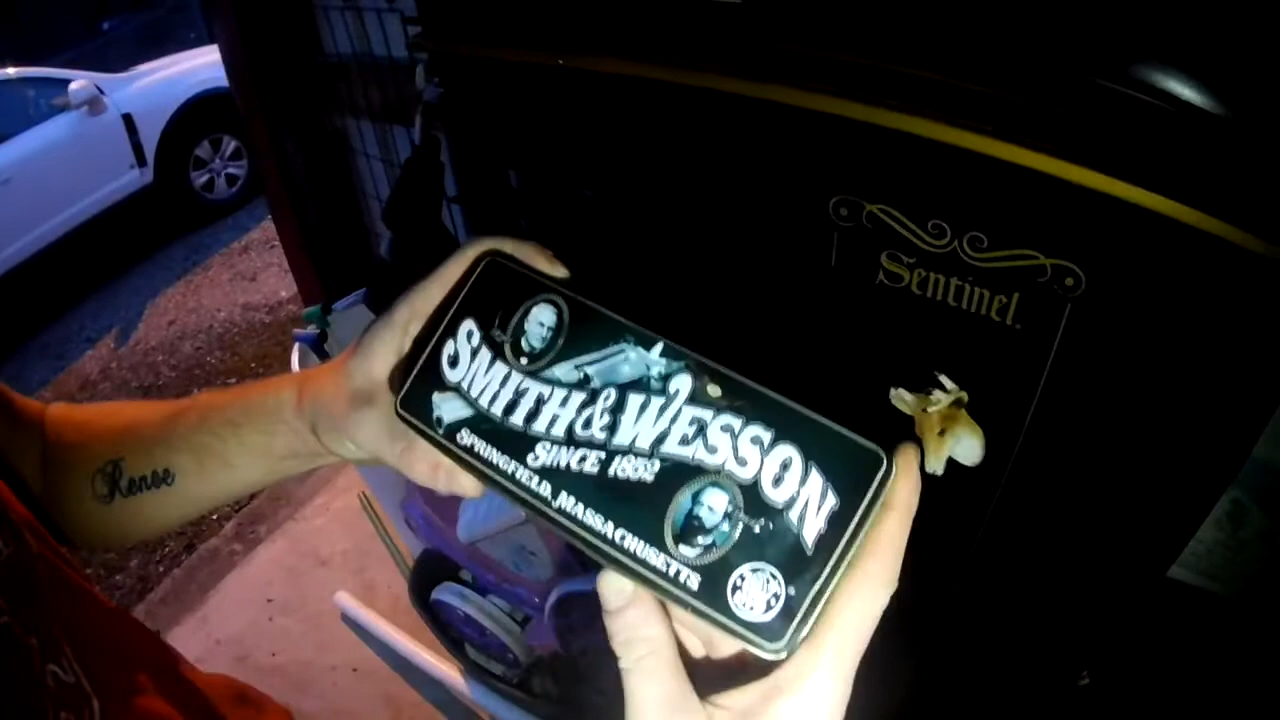 Sentinel.
SMITH & WESSON
SINCE 1852
SPRINGFIELD, MASSACHUSETTS
Renee